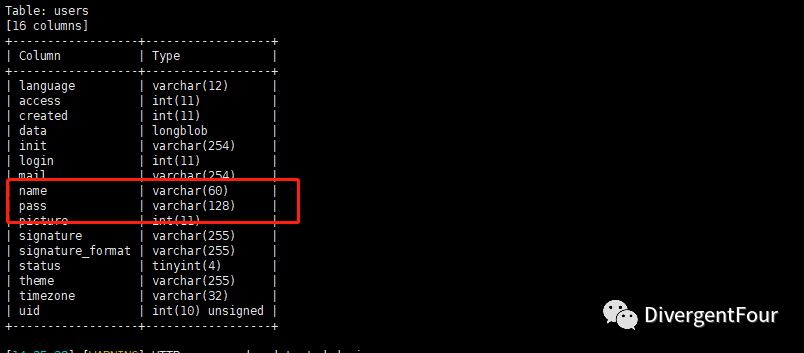 Table: users
[16 columns]
+------------------+------------------+
| Column | Type |
+------------------+------------------+
| language | varchar(12) |
| access | int(11) |
| created | int(11) |
| data | longblob |
| init | varchar(254) |
| login | int(11) |
| mail | varchar(254) |
| name | varchar(60) |
| pass | varchar(128) |
| picture | int(11) |
| signature | varchar(255) |
| signature_format | varchar(255) |
| status | tinyint(4) |
| theme | varchar(255) |
| timezone | varchar(32) |
| uid | int(10) unsigned |
+------------------+------------------+
DivergentFour